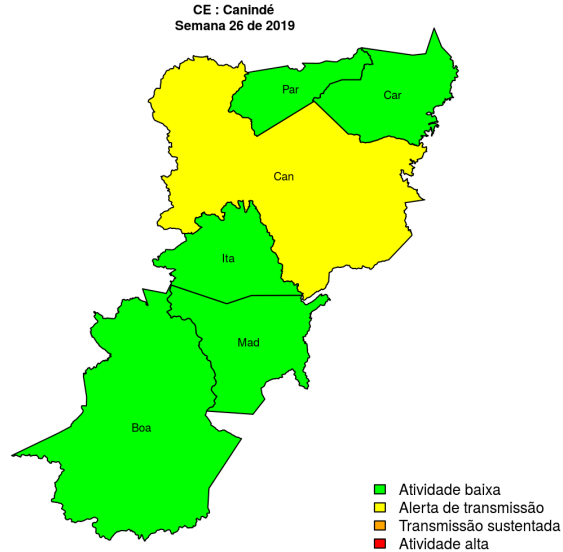 CE : Canindé
Semana 26 de 2019
Par
Car
Can
Ita
Mad
Boa
Atividade baixa
Alerta de transmissão
Transmissão sustentada
Atividade alta